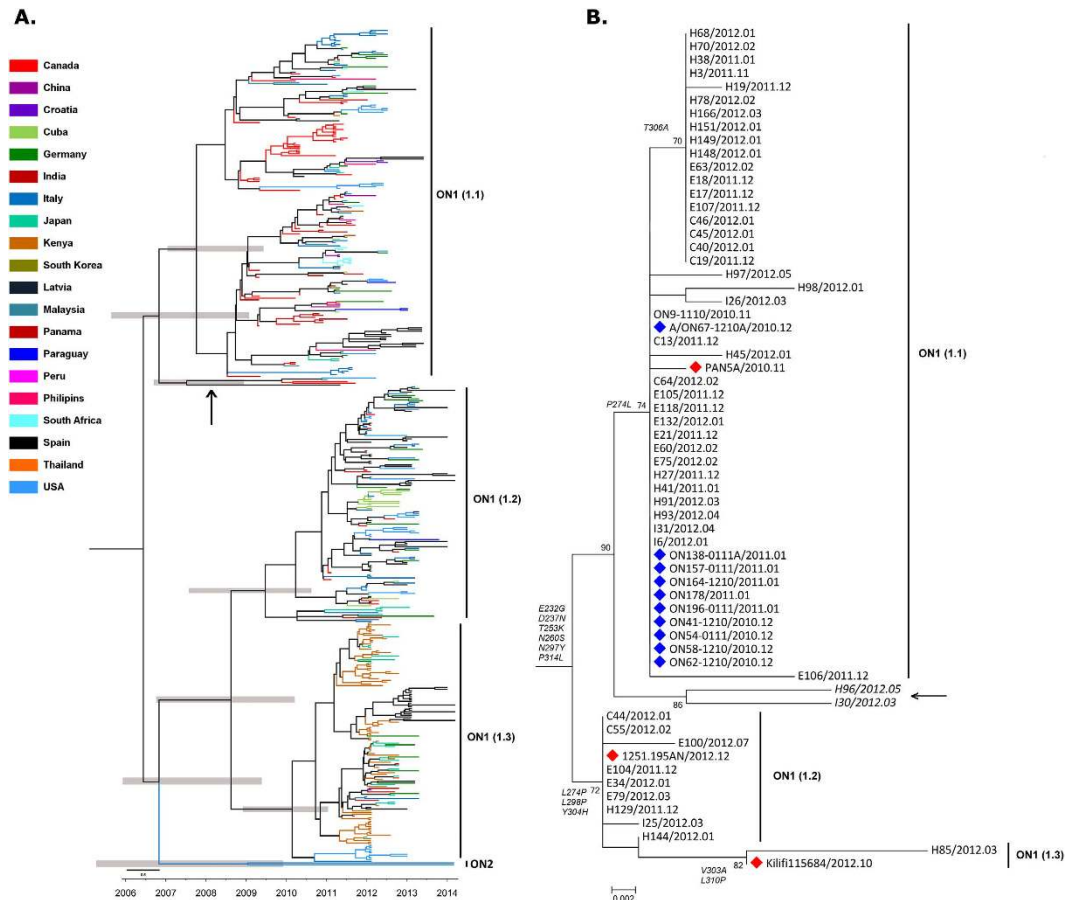 A.
Canada
China
Croatia
Cuba
Germany
India
Italy
Japan
Kenya
South Korea
Latvia
Malaysia
Panama
Paraguay
Peru
Philipins
South Africa
Spain
Thailand
USA
ON1 (1.1)
ON1 (1.2)
ON1 (1.3)
ON2
2006 2007 2008 2009 2010 2011 2012 2013 2014
B.
H68/2012.01
H70/2012.02
H38/2011.01
H3/2011.11
H19/2011.12
H78/2012.02
H166/2012.03
T306A
H151/2012.01
70
H149/2012.01
H148/2012.01
E63/2012.02
E18/2011.12
E17/2011.12
E107/2011.12
C46/2012.01
C45/2012.01
C40/2012.01
C19/2011.12
H97/2012.05
H98/2012.01
I26/2012.03
ON9-1110/2010.11
A/ON67-1210A/2010.12
C13/2011.12
H45/2012.01
PAN5A/2010.11
ON1 (1.1)
C64/2012.02
E105/2011.12
P274L 74
E118/2011.12
E132/2012.01
E21/2011.12
E60/2012.02
E75/2012.02
H27/2011.12
H41/2011.01
H91/2012.03
H93/2012.04
I31/2012.04
I6/2012.01
90
ON138-0111A/2011.01
ON157-0111/2011.01
ON164-1210/2011.01
ON178/2011.01
ON196-0111/2011.01
ON41-1210/2010.12
ON54-0111/2010.12
ON58-1210/2010.12
ON62-1210/2010.12
E232G
D237N
T253K
N260S
N297Y
P314L
E106/2011.12
H96/2012.05
86
I30/2012.03
C44/2012.01
C55/2012.02
E100/2012.07
1251.195AN/2012.12
E104/2011.12
ON1 (1.2)
L274P
L298P
Y304H
72
E34/2012.01
E79/2012.03
H129/2011.12
I25/2012.03
H144/2012.01
H85/2012.03
ON1 (1.3)
82
Kilifi115684/2012.10
V303A
L310P
0.002